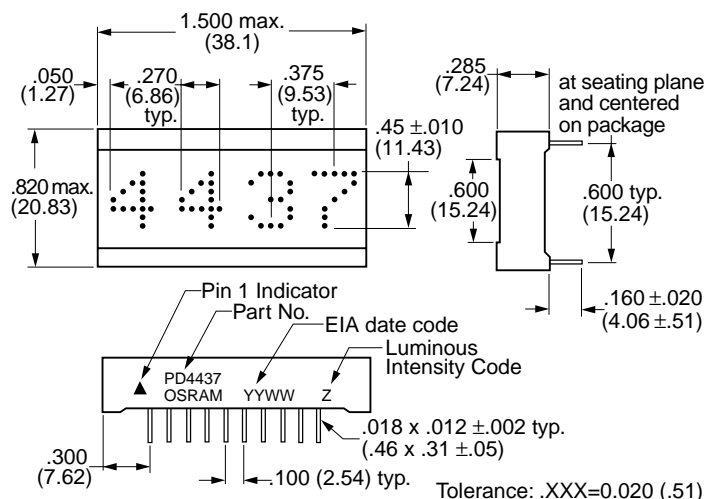 1.500 max.
(38.1)
.050
(1.27)
.270
(6.86)
typ.
.375
(9.53)
typ.
.45 ±.010
(11.43)
.820 max.
(20.83)
4437
.285
(7.24)
at seating plane
and centered
on package
.600
(15.24)
.600 typ.
(15.24)
.160 ±.020
(4.06 ±.51)
Pin 1 Indicator
Part No.
EIA date code
Luminous
Intensity Code
PD4437
OSRAM YYWW Z
.018 x .012 ±.002 typ.
(.46 x .31 ±.05)
.300
(7.62)
.100 (2.54) typ.
Tolerance: .XXX=0.020 (.51)